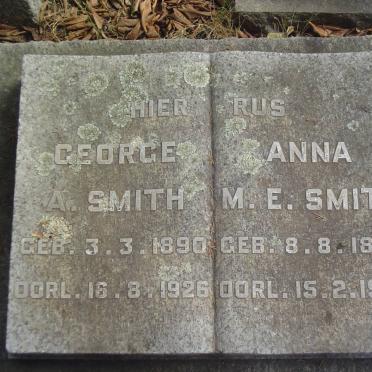 HIER RUS
GEORGE ANNA
A. SMITH M. E. SMIT
GEB. 3. 3. 1890 GEB. 8. 8. 18
OORL. 16. 8. 1926 OORL. 15. 2. 19